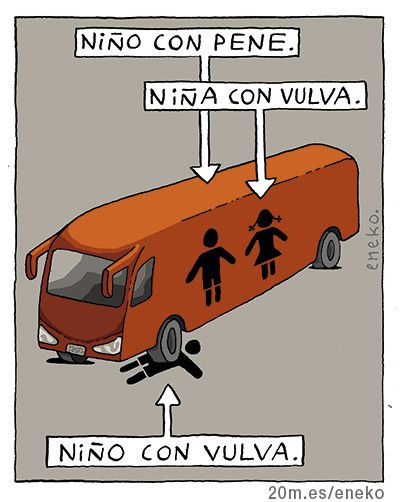 NiÑO CON PENE.
NiÑA CON VULVA.
eneko.
NiÑO CON VULVA.
20m.es/eneko